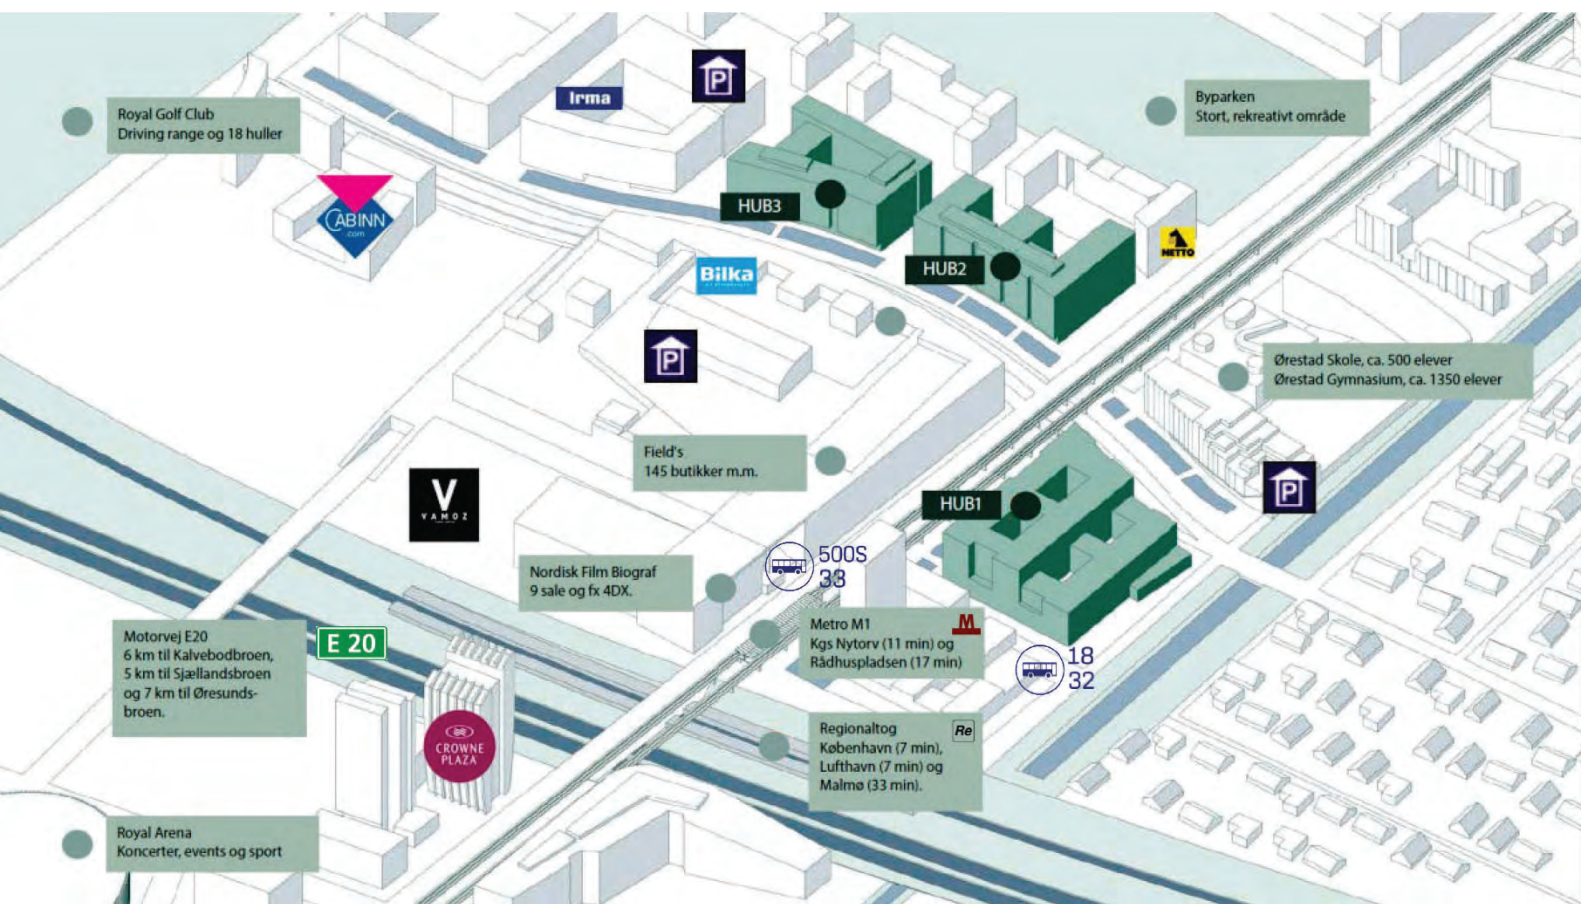 Royal Golf Club
Driving range og 18 huller
Irma
P
Byparken
Stort, rekreativt område
CABINN
.com
HUB3
HUB2
NETTO
Bilka
P
Ørestad Skole, ca. 500 elever
Ørestad Gymnasium, ca. 1350 elever
Field's
145 butikker m.m.
V
VAMOZ
HUB1
P
Nordisk Film Biograf
9 sale og fx 4DX.
500S
33
Metro M1
Kgs Nytorv (11 min) og
Rådhuspladsen (17 min)
M
18
32
Motorvej E20
6 km til Kalvebodbroen,
5 km til Sjællandsbroen
og 7 km til Øresunds-
broen.
E 20
CROWNE
PLAZA
Regionaltog
København (7 min),
Lufthavn (7 min) og
Malmø (33 min).
Re
Royal Arena
Koncerter, events og sport